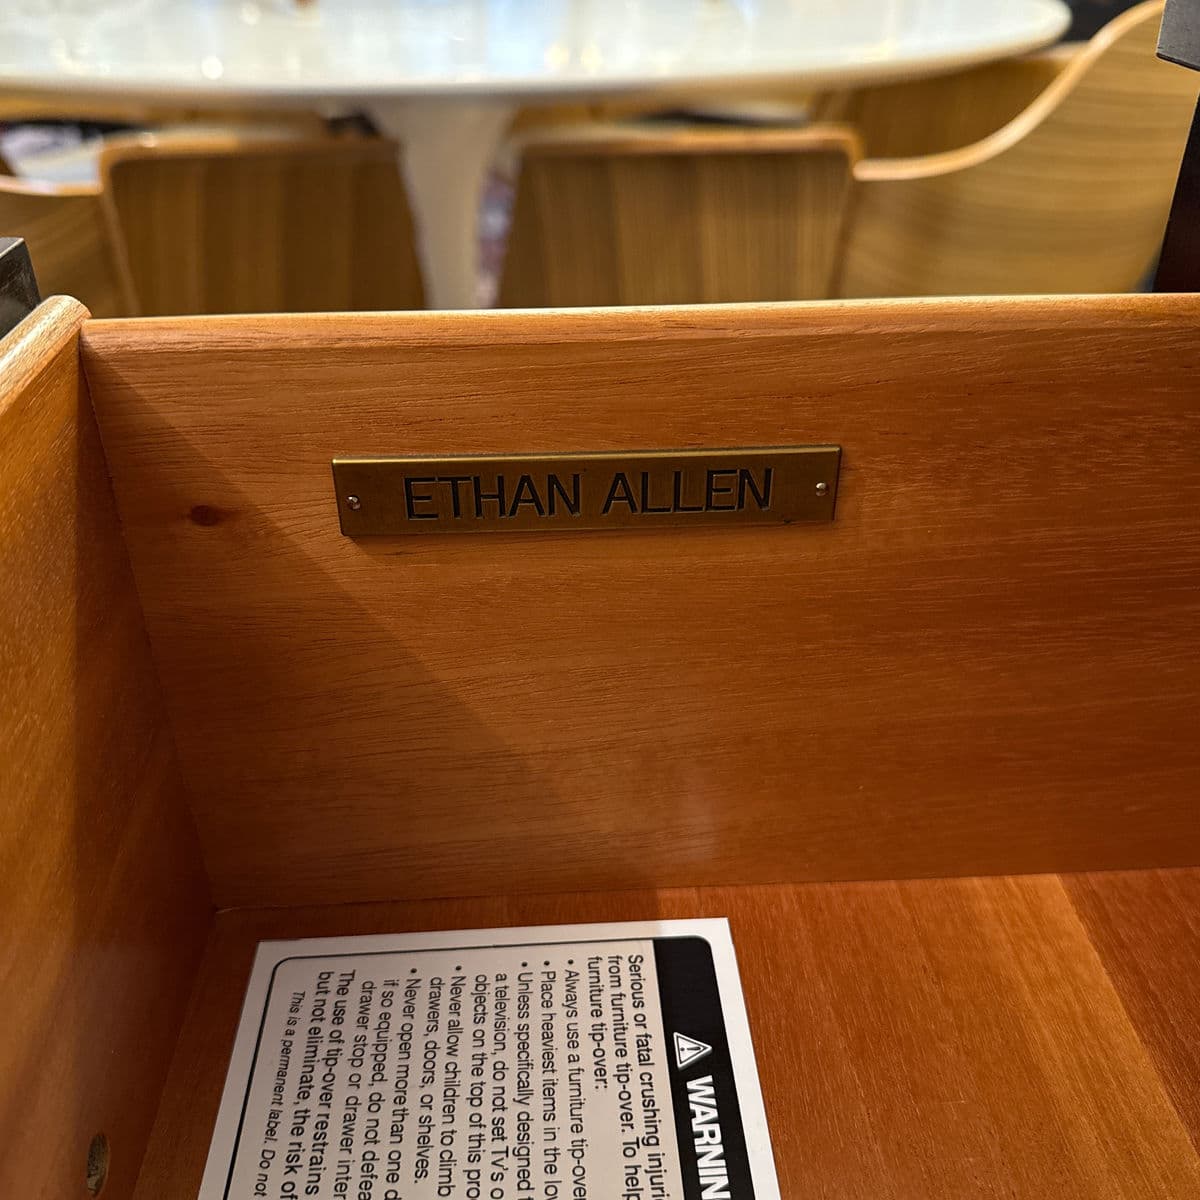 ETHAN ALLEN
⚠ WARNIN
Serious or fatal crushing injuri
from furniture tip-over. To help
furniture tip-over:
• Always use a furniture tip-over
• Place heaviest items in the low
• Unless specifically designed t
a television, do not set TV's o
objects on the top of this pro
• Never allow children to climb
drawers, doors, or shelves.
• Never open more than one d
if so equipped, do not defea
drawer stop or drawer inter
The use of tip-over restrains
but not eliminate, the risk of
This is a permanent label. Do not